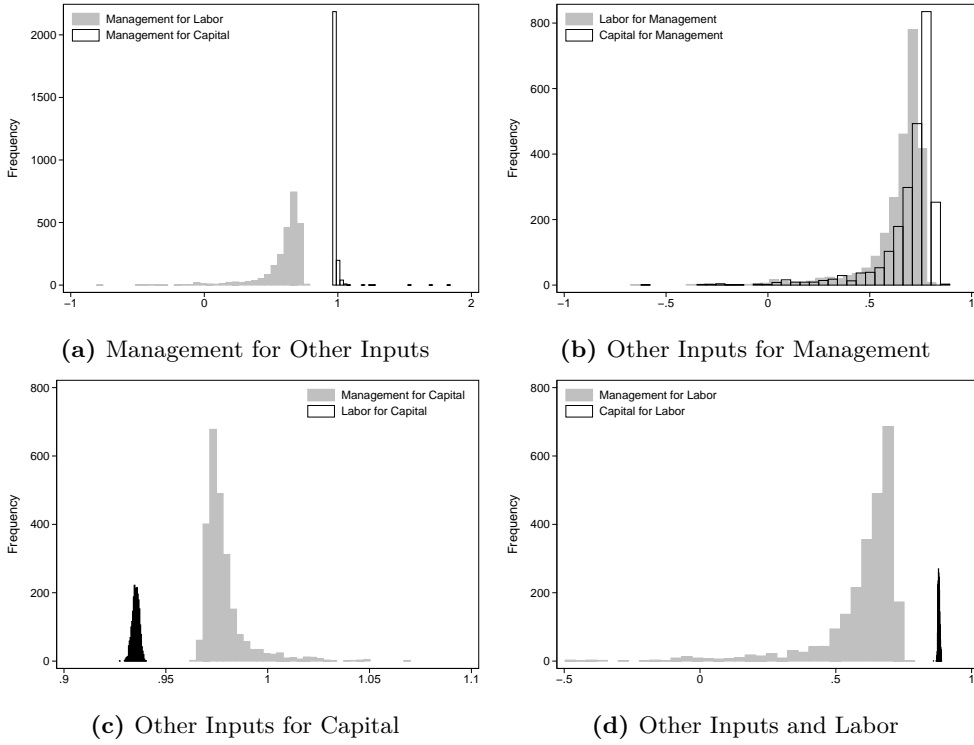 Management for Labor
Management for Capital
Frequency
2000
1500
1000
500
0
-1
0
1
2
(a) Management for Other Inputs
Labor for Management
Capital for Management
Frequency
800
600
400
200
0
-1
-.5
0
.5
1
(b) Other Inputs for Management
Management for Capital
Labor for Capital
Frequency
800
600
400
200
0
.9
.95
1
1.05
1.1
(c) Other Inputs for Capital
Management for Labor
Capital for Labor
Frequency
800
600
400
200
0
-.5
0
.5
1
(d) Other Inputs and Labor